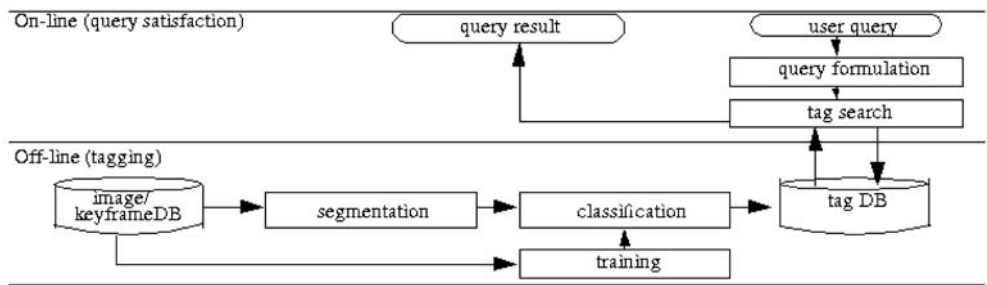 On-line (query satisfaction)
query result
user query
query formulation
tag search
Off-line (tagging)
image/
keyframeDB
segmentation
classification
tag DB
training